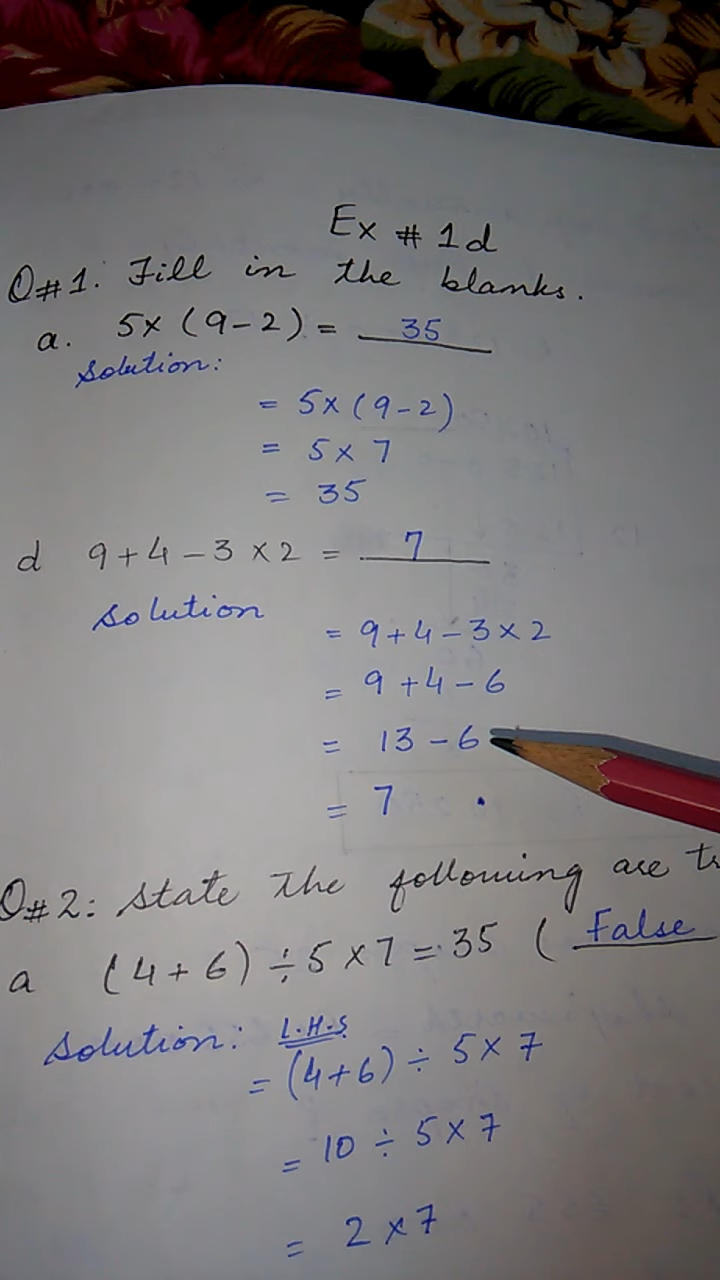 Ex # 1d
Q#1. Fill in the blanks.
a. 5×(9-2) = 35
Solution:
= 5×(9-2)
= 5×7
= 35
d 9+4-3×2 = 7
Solution
= 9+4-3×2
= 9+4-6
= 13-6
= 7
Q#2: State the following are
a (4+6)÷5×7=35 ( False
Solution: L.H.S
= (4+6) ÷ 5×7
= 10 ÷ 5×7
= 2×7